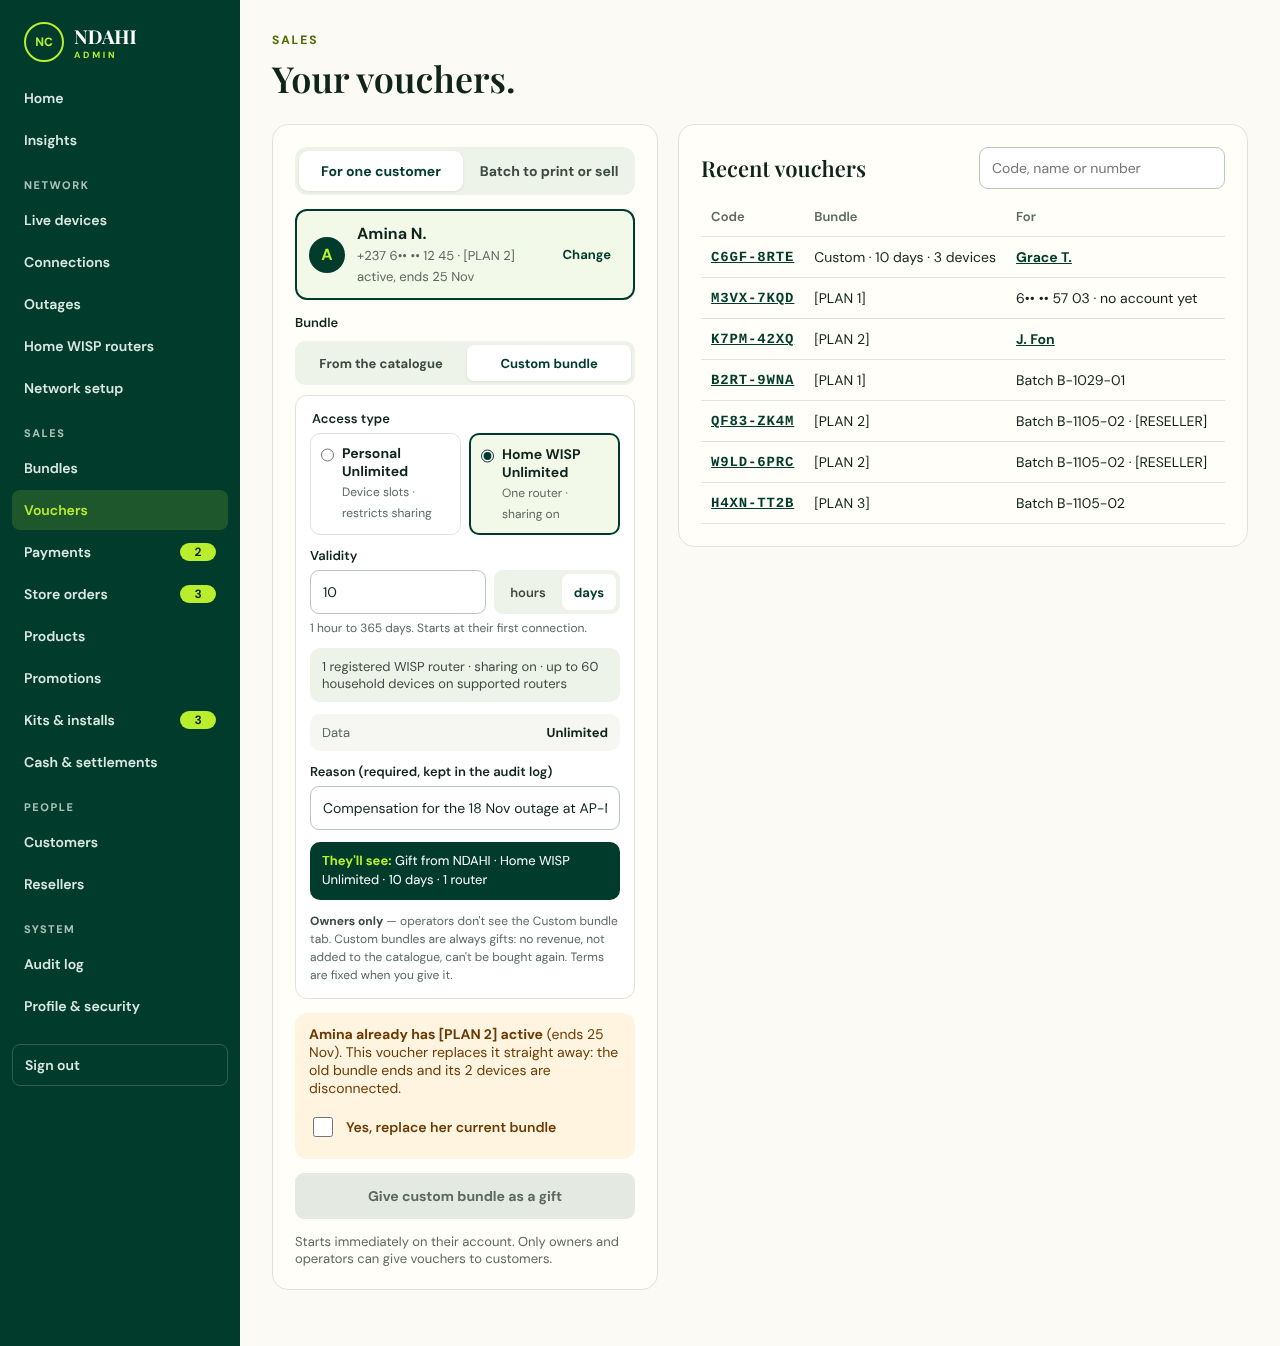 NC
NDAHI
ADMIN
Home
Insights
NETWORK
Live devices
Connections
Outages
Home WISP routers
Network setup
SALES
Bundles
Vouchers
Payments 2
Store orders 3
Products
Promotions
Kits & installs 3
Cash & settlements
PEOPLE
Customers
Resellers
SYSTEM
Audit log
Profile & security
Sign out
SALES
Your vouchers.
For one customer
Batch to print or sell
A
Amina N.
+237 6•• •• 12 45 · [PLAN 2]
active, ends 25 Nov
Change
Bundle
From the catalogue
Custom bundle
Access type
Personal
Unlimited
Device slots ·
restricts sharing
Home WISP
Unlimited
One router ·
sharing on
Validity
10
hours
days
1 hour to 365 days. Starts at their first connection.
1 registered WISP router · sharing on · up to 60
household devices on supported routers
Data Unlimited
Reason (required, kept in the audit log)
Compensation for the 18 Nov outage at AP-
They'll see: Gift from NDAHI · Home WISP
Unlimited · 10 days · 1 router
Owners only — operators don't see the Custom bundle
tab. Custom bundles are always gifts: no revenue, not
added to the catalogue, can't be bought again. Terms
are fixed when you give it.
Amina already has [PLAN 2] active (ends 25
Nov). This voucher replaces it straight away: the
old bundle ends and its 2 devices are
disconnected.
Yes, replace her current bundle
Give custom bundle as a gift
Starts immediately on their account. Only owners and
operators can give vouchers to customers.
Recent vouchers
Code, name or number
Code Bundle For
C6GF-8RTE Custom · 10 days · 3 devices Grace T.
M3VX-7KQD [PLAN 1] 6•• •• 57 03 · no account yet
K7PM-42XQ [PLAN 2] J. Fon
B2RT-9WNA [PLAN 1] Batch B-1029-01
QF83-ZK4M [PLAN 2] Batch B-1105-02 · [RESELLER]
W9LD-6PRC [PLAN 2] Batch B-1105-02 · [RESELLER]
H4XN-TT2B [PLAN 3] Batch B-1105-02